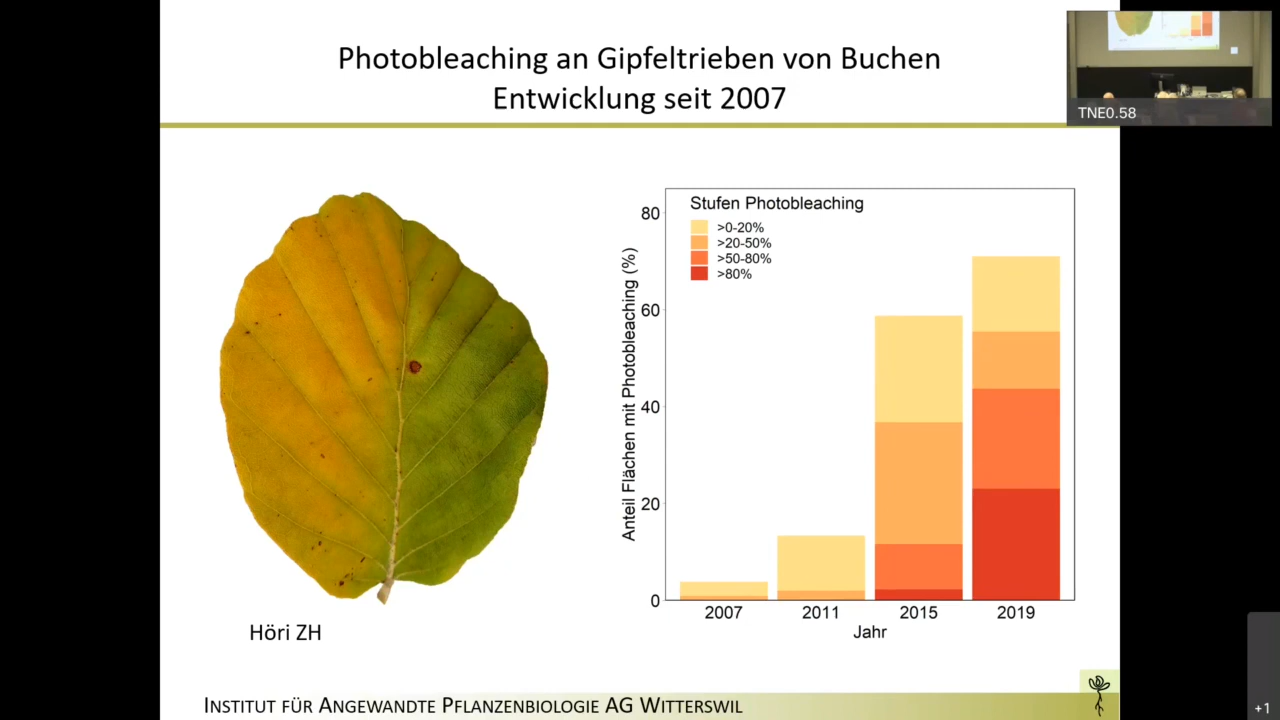 Photobleaching an Gipfeltrieben von Buchen
Entwicklung seit 2007
TNE0.58
Stufen Photobleaching
>0-20%
>20-50%
>50-80%
>80%
Anteil Flächen mit Photobleaching (%)
80
60
40
20
0
2007 2011 2015 2019
Jahr
Höri ZH
INSTITUT FÜR ANGEWANDTE PFLANZENBIOLOGIE AG WITTERSWIL
+1